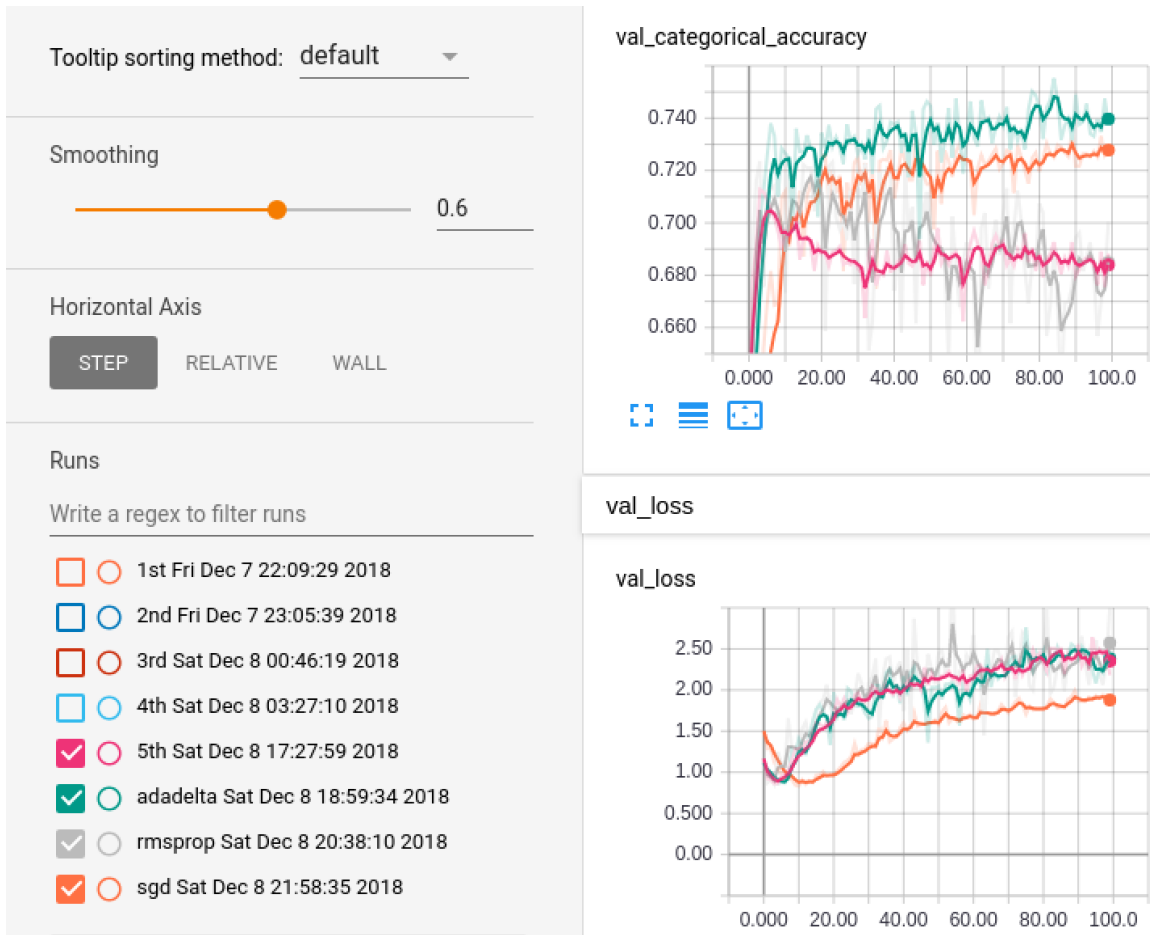 Tooltip sorting method: default
Smoothing
0.6
Horizontal Axis
STEP RELATIVE WALL
Runs
Write a regex to filter runs
1st Fri Dec 7 22:09:29 2018
2nd Fri Dec 7 23:05:39 2018
3rd Sat Dec 8 00:46:19 2018
4th Sat Dec 8 03:27:10 2018
5th Sat Dec 8 17:27:59 2018
adadelta Sat Dec 8 18:59:34 2018
rmsprop Sat Dec 8 20:38:10 2018
sgd Sat Dec 8 21:58:35 2018
val_categorical_accuracy
0.740
0.720
0.700
0.680
0.660
0.000 20.00 40.00 60.00 80.00 100.0
val_loss
val_loss
2.50
2.00
1.50
1.00
0.500
0.00
0.000 20.00 40.00 60.00 80.00 100.0